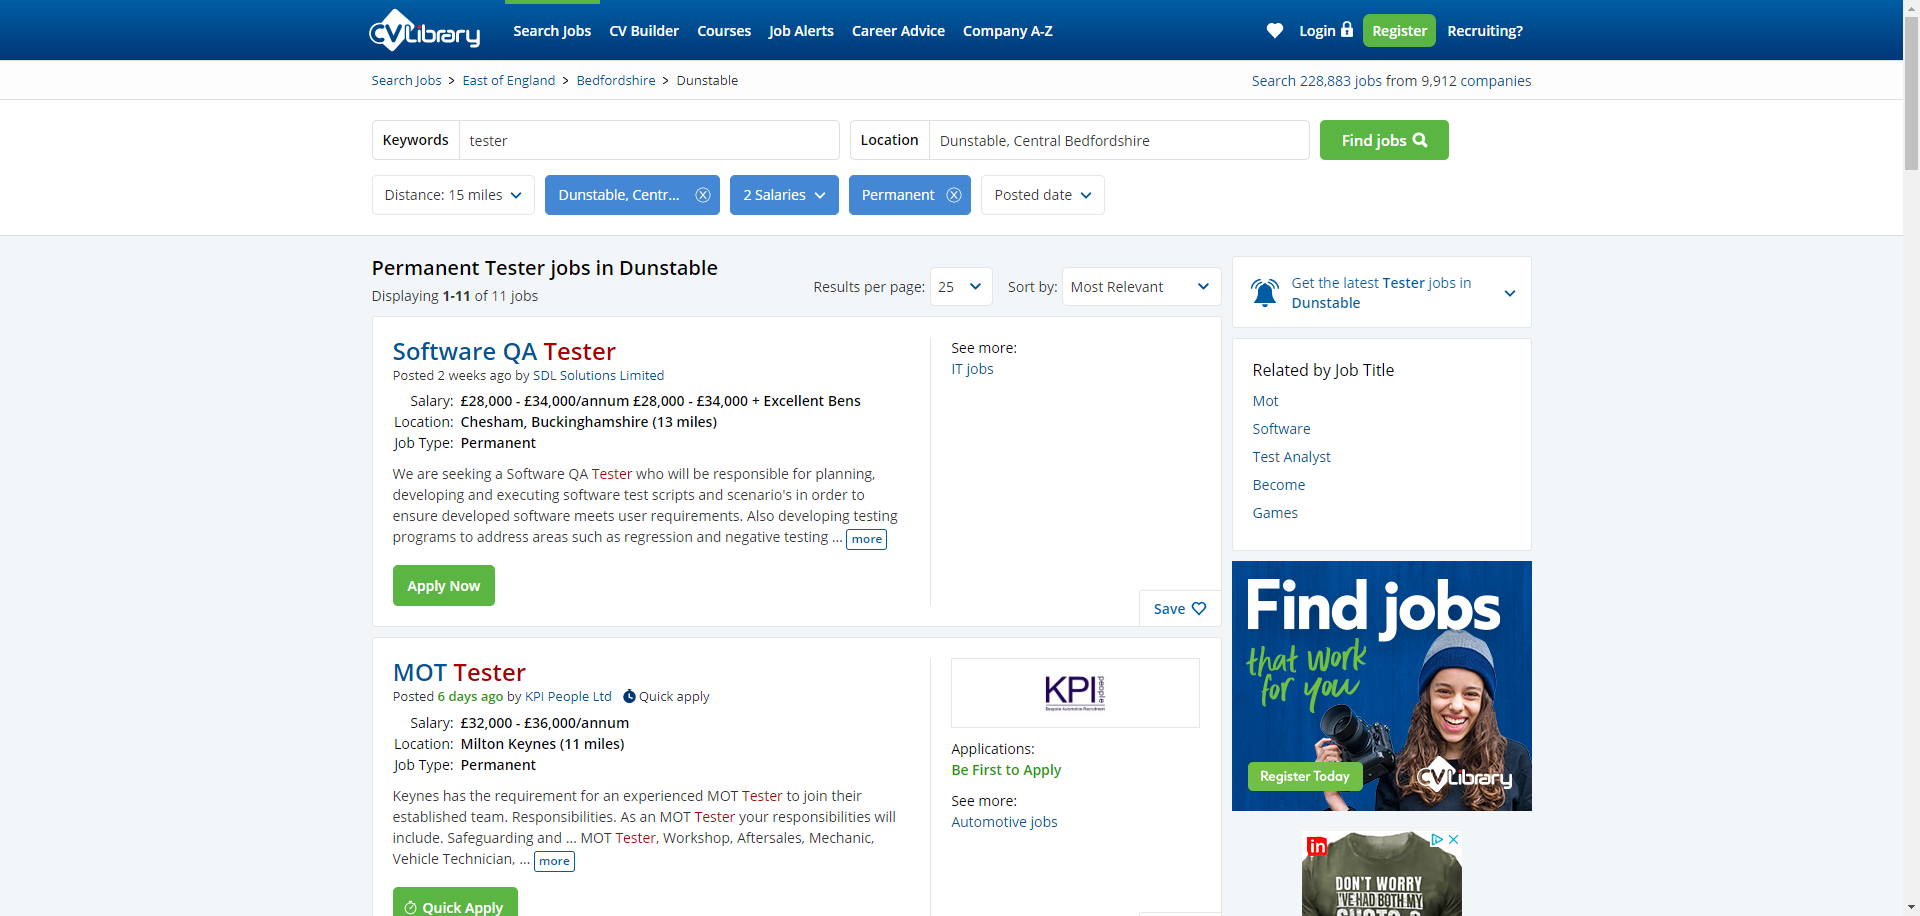 CVLibrary
Search Jobs
CV Builder
Courses
Job Alerts
Career Advice
Company A-Z
Login
Register
Recruiting?
Search Jobs > East of England > Bedfordshire > Dunstable
Search 228,883 jobs from 9,912 companies
Keywords
tester
Location
Dunstable, Central Bedfordshire
Find jobs
Distance: 15 miles
Dunstable, Centr...
2 Salaries
Permanent
Posted date
Permanent Tester jobs in Dunstable
Displaying 1-11 of 11 jobs
Results per page: 25
Sort by: Most Relevant
Software QA Tester
Posted 2 weeks ago by SDL Solutions Limited
Salary: £28,000 - £34,000/annum £28,000 - £34,000 + Excellent Bens
Location: Chesham, Buckinghamshire (13 miles)
Job Type: Permanent
We are seeking a Software QA Tester who will be responsible for planning,
developing and executing software test scripts and scenario's in order to
ensure developed software meets user requirements. Also developing testing
programs to address areas such as regression and negative testing ... more
Apply Now
See more:
IT jobs
Save
MOT Tester
Posted 6 days ago by KPI People Ltd Quick apply
Salary: £32,000 - £36,000/annum
Location: Milton Keynes (11 miles)
Job Type: Permanent
Keynes has the requirement for an experienced MOT Tester to join their
established team. Responsibilities. As an MOT Tester your responsibilities will
include. Safeguarding and ... MOT Tester, Workshop, Aftersales, Mechanic,
Vehicle Technician, ... more
Quick Apply
KPI people
Bespoke Automotive Recruitment
Applications:
Be First to Apply
See more:
Automotive jobs
Get the latest Tester jobs in
Dunstable
Related by Job Title
Mot
Software
Test Analyst
Become
Games
Find jobs
that work
for you
Register Today
CVLibrary
in
DON'T WORRY
I'VE HAD BOTH MY